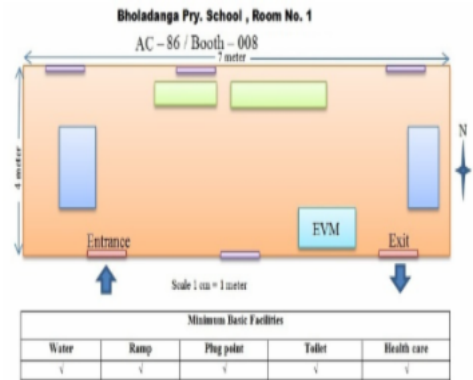 Bholadanga Pry. School , Room No. 1
AC – 86 / Booth – 008
7 meter
4 meter
N
EVM
Entrance
Exit
Scale 1 cm = 1 meter
Minimum Basic Facilities
Water Ramp Plug point Toilet Health care
√ √ √ √ √